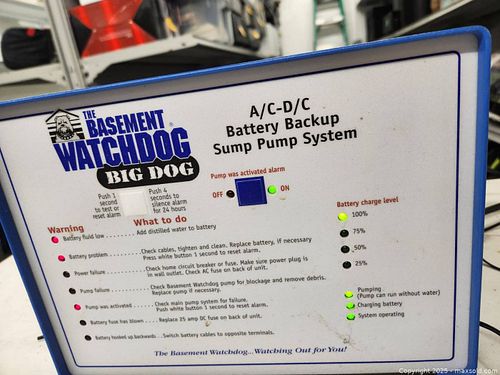 THE
BASEMENT
WATCHDOG
BIG DOG
A/C-D/C
Battery Backup
Sump Pump System
Push 1
second
to test or
reset alarm
Push 4
seconds to
silence alarm
for 24 hours
Pump was activated alarm
OFF
ON
Warning
What to do
Battery fluid low
Add distilled water to battery
Battery problem
Check cables, tighten and clean. Replace battery, if necessary
Press white button 1 second to reset alarm.
Power failure
Check home circuit breaker or fuse. Make sure power plug is
in wall outlet. Check AC fuse on back of unit.
Pump failure
Check Basement Watchdog pump for blockage and remove debris.
Replace pump if necessary.
Pump was activated
Check main pump system for failure.
Push white button 1 second to reset alarm.
Battery fuse has blown
Replace 25 amp DC fuse on back of unit.
Battery hooked up backwards
Switch battery cables to opposite terminals.
Battery charge level
100%
75%
50%
25%
Pumping
(Pump can run without water)
Charging battery
System operating
The Basement Watchdog...Watching Out for You!
Copyright 2025 - maxsold.com